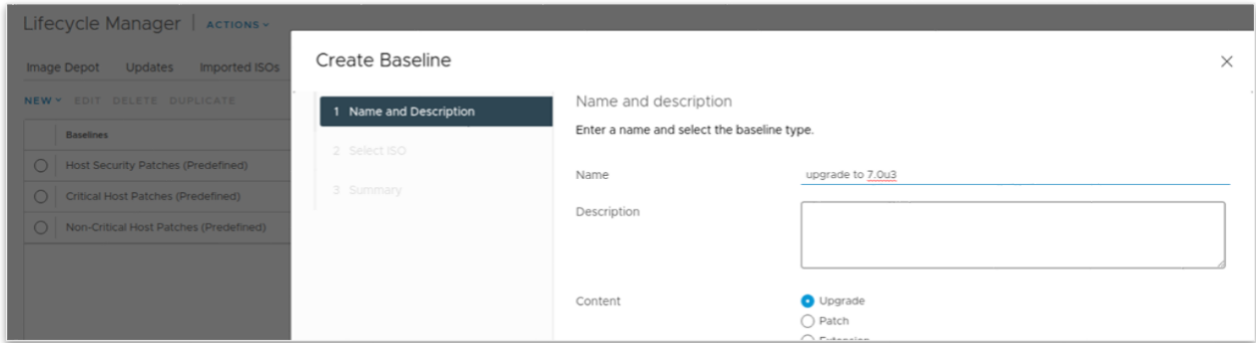 Lifecycle Manager | ACTIONS
Image Depot Updates Imported ISOs
NEW EDIT DELETE DUPLICATE
Baselines
Host Security Patches (Predefined)
Critical Host Patches (Predefined)
Non-Critical Host Patches (Predefined)
Create Baseline
1 Name and Description
2 Select ISO
3 Summary
Name and description
Enter a name and select the baseline type.
Name upgrade to 7.0u3
Description
Content Upgrade
Patch
Extension